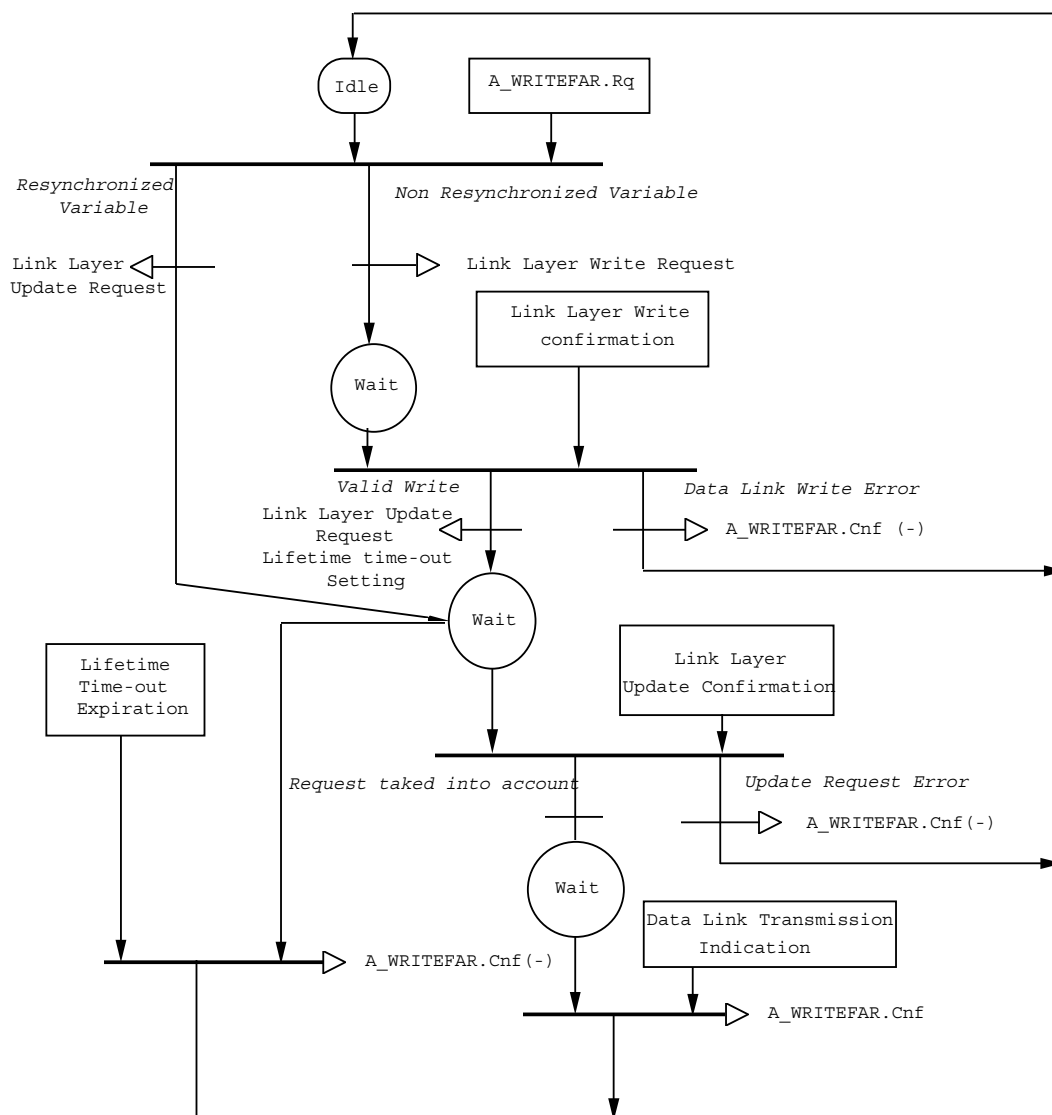 Idle
A_WRITEFAR.Rq
Resynchronized
Variable
Non Resynchronized Variable
Link Layer
Update Request
Link Layer Write Request
Link Layer Write
confirmation
Wait
Valid Write
Data Link Write Error
Link Layer Update
Request
Lifetime time-out
Setting
A_WRITEFAR.Cnf (-)
Wait
Lifetime
Time-out
Expiration
Link Layer
Update Confirmation
Request taked into account
Update Request Error
A_WRITEFAR.Cnf(-)
Wait
Data Link Transmission
Indication
A_WRITEFAR.Cnf(-)
A_WRITEFAR.Cnf